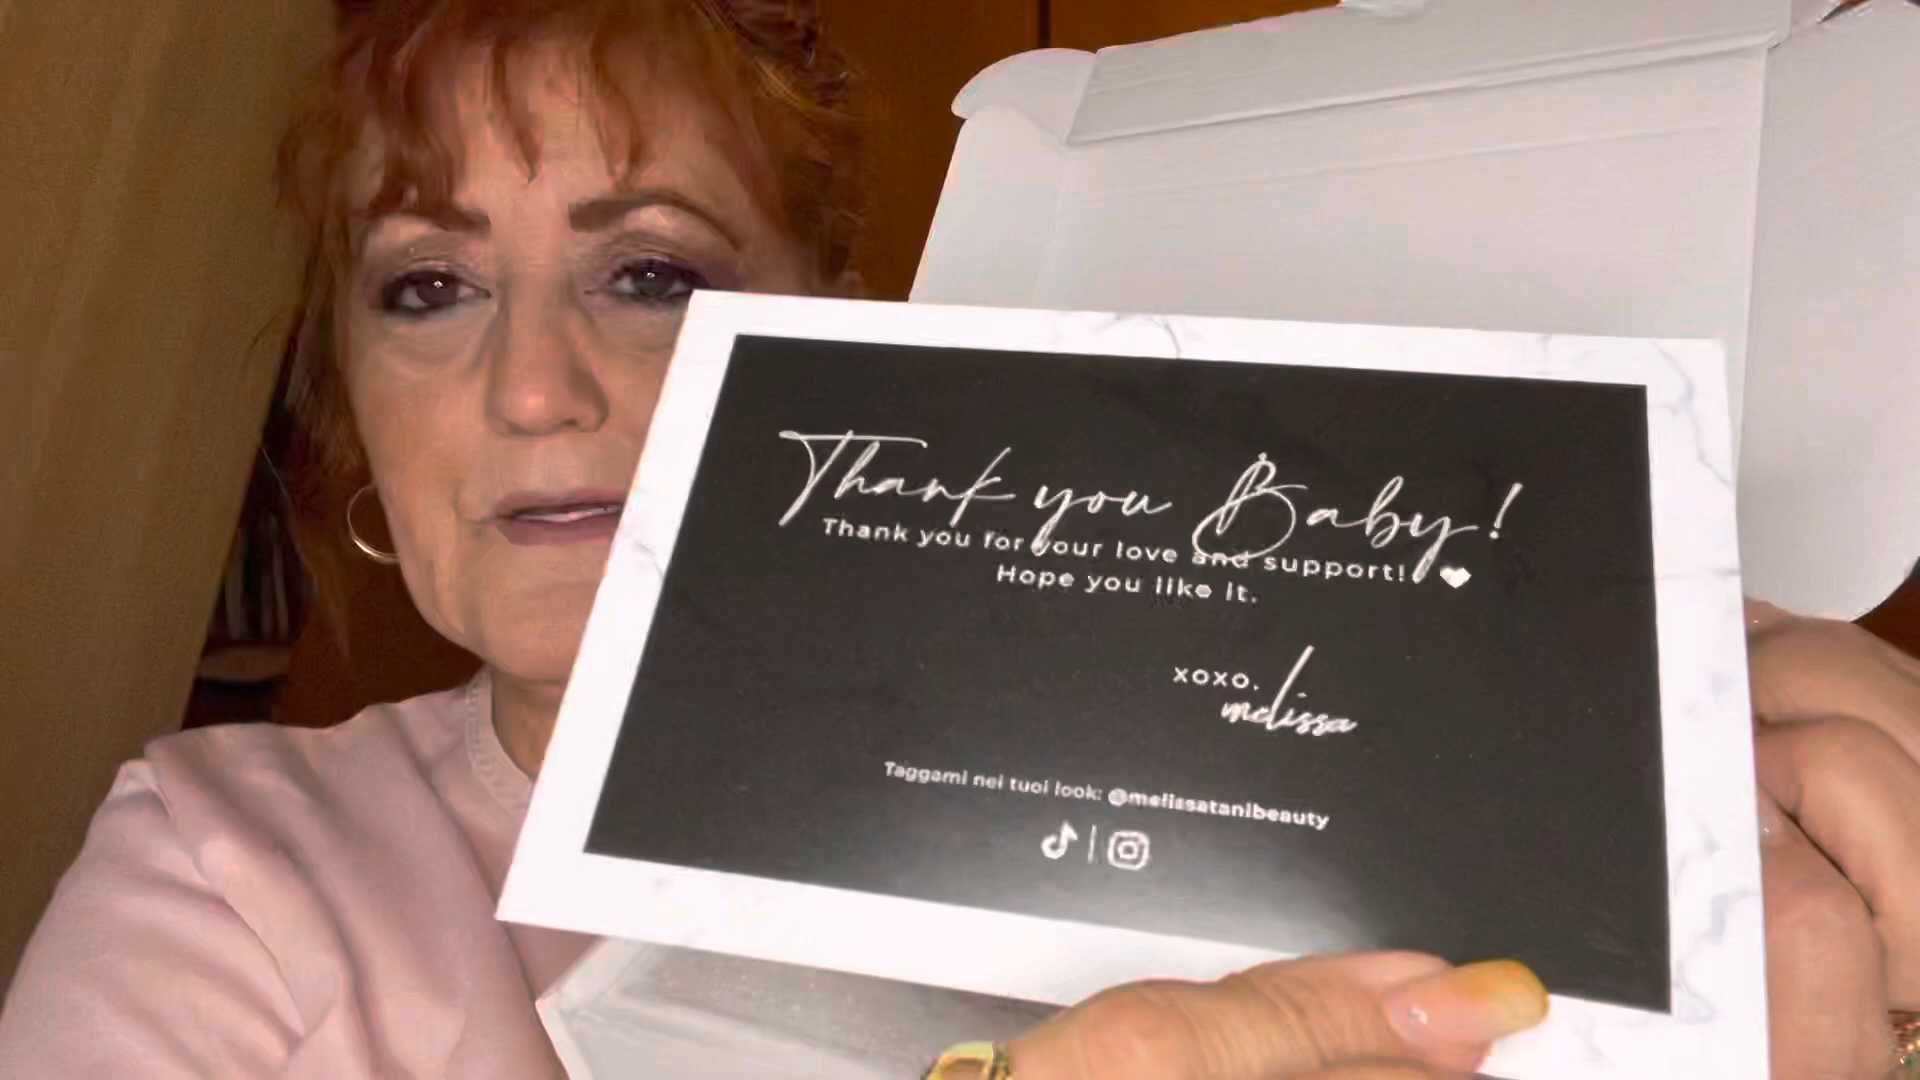 Thank you Baby!
Thank you for your love and support!
Hope you like it.
xoxo.
melissa
Taggami nei tuoi look: @melissatanibeauty